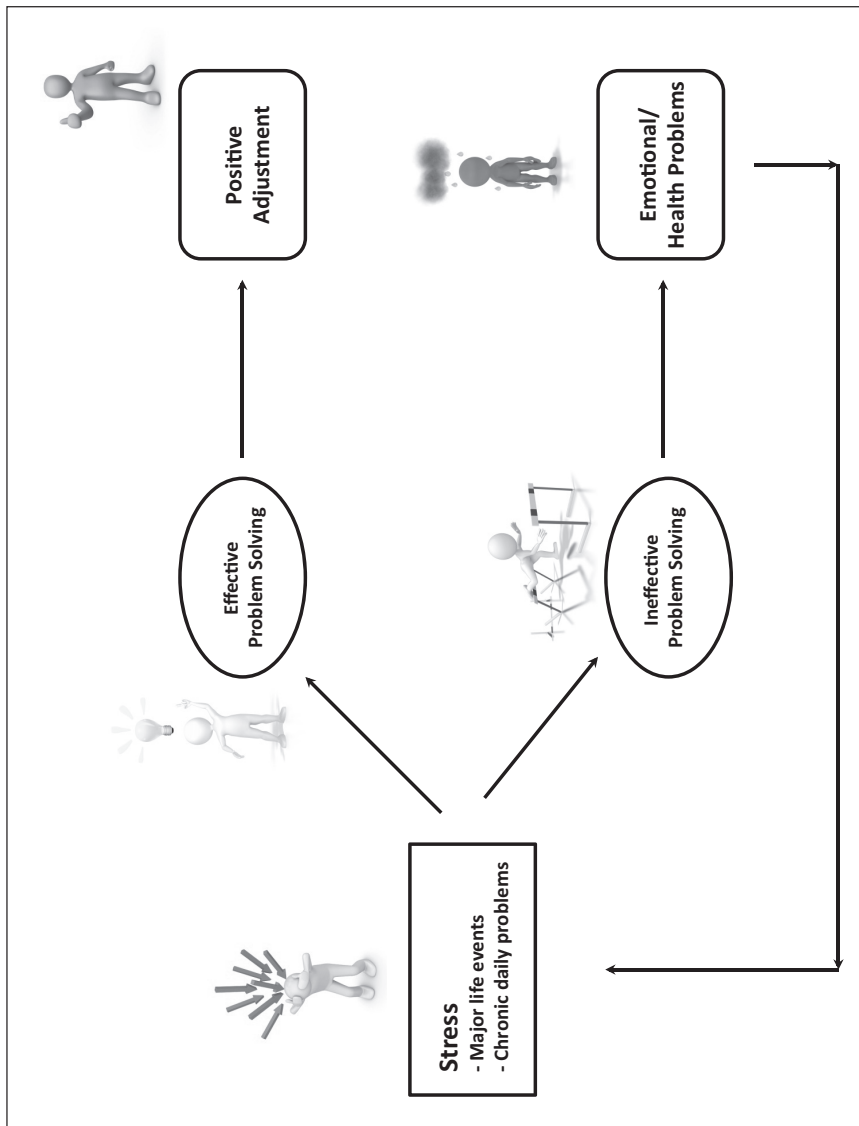 Stress
- Major life events
- Chronic daily problems
Effective
Problem Solving
Positive
Adjustment
Ineffective
Problem Solving
Emotional/
Health Problems